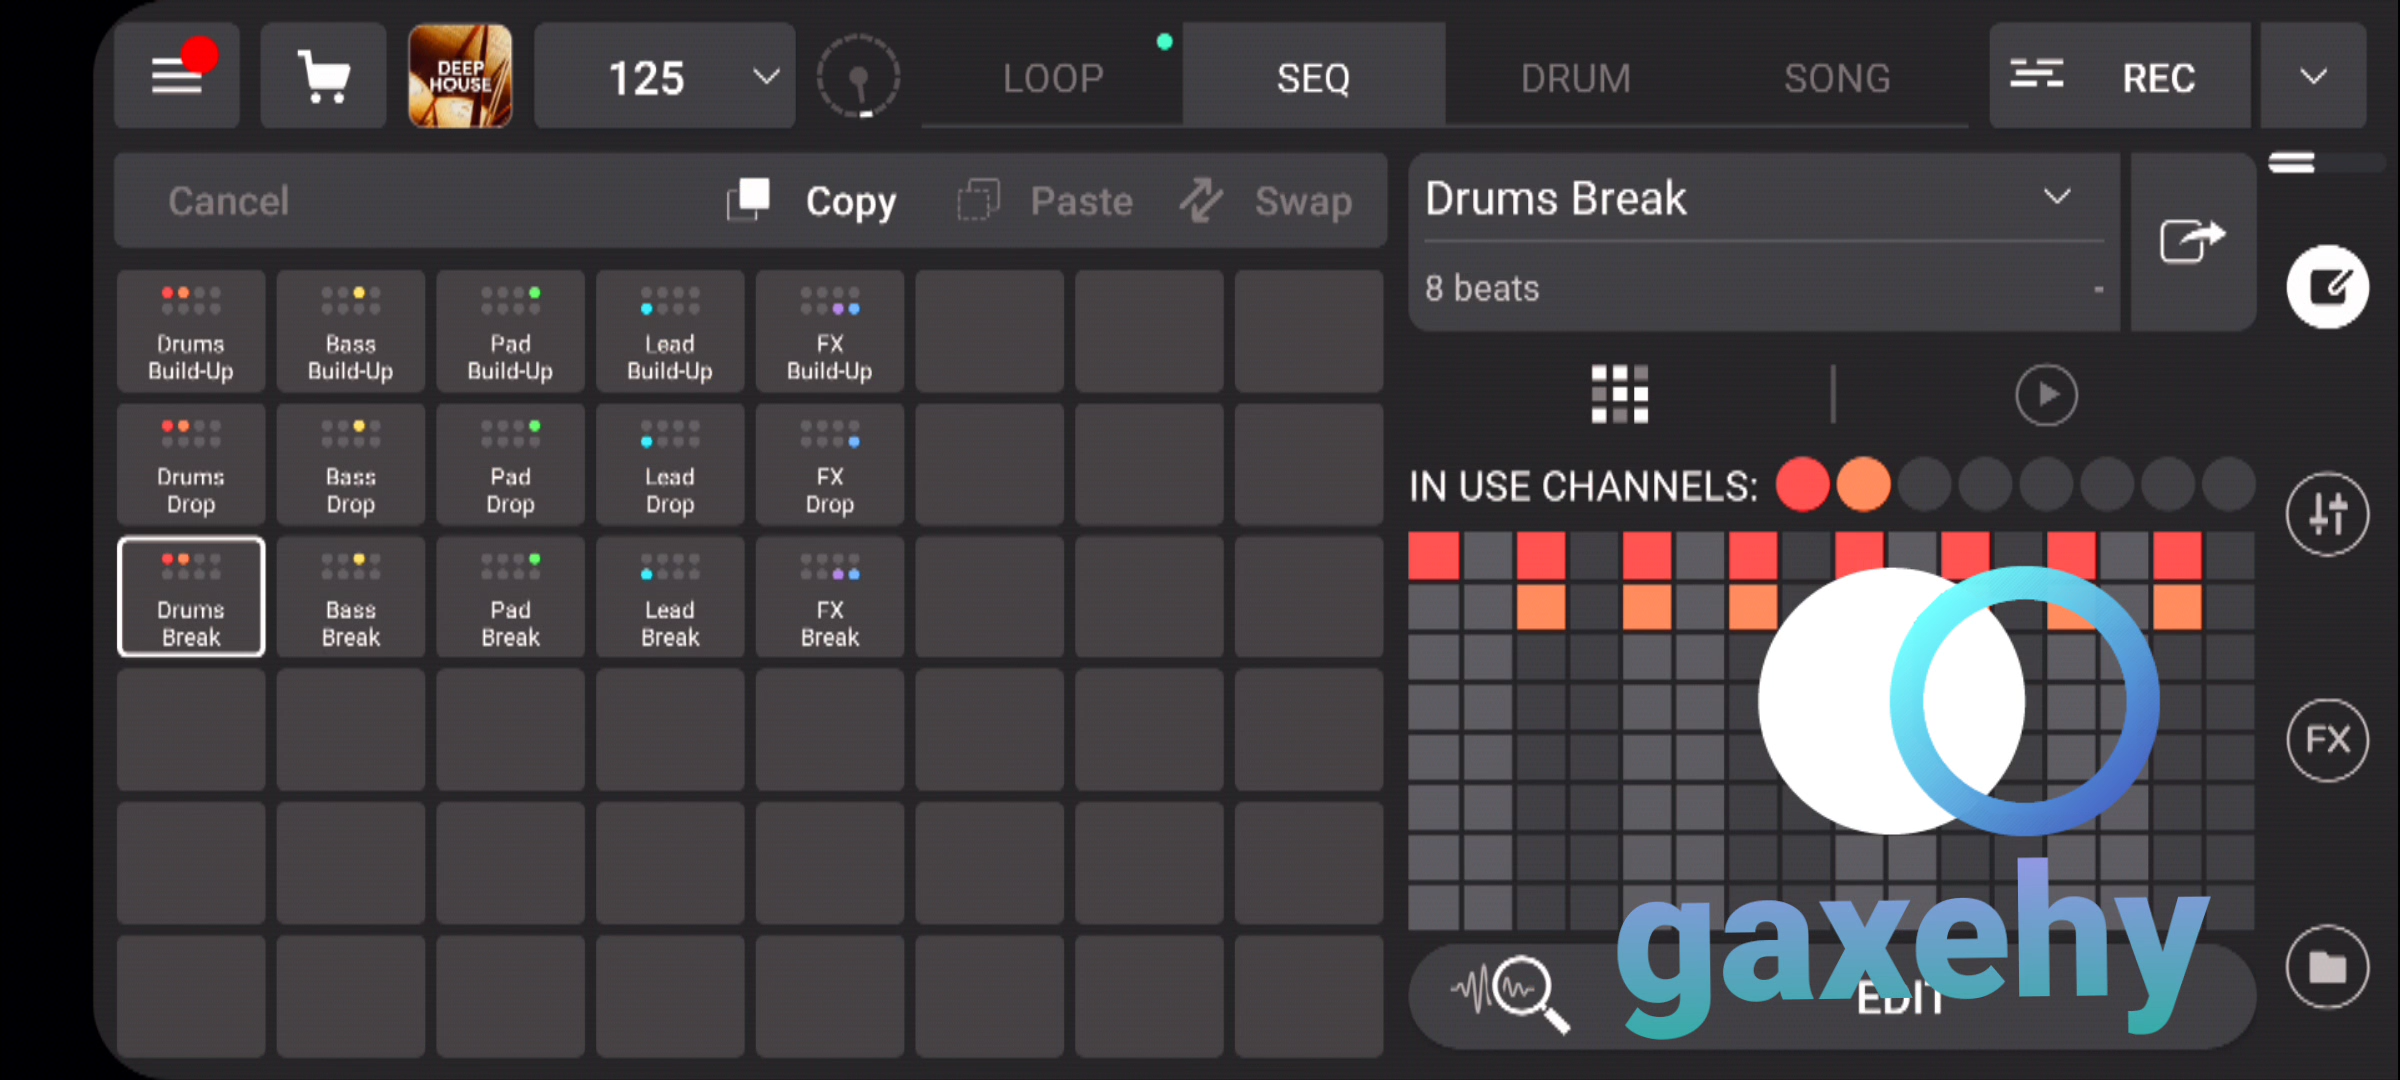 DEEP
HOUSE
125
LOOP
SEQ
DRUM
SONG
REC
Cancel
Copy
Paste
Swap
Drums Break
8 beats
-
Drums
Build-Up
Bass
Build-Up
Pad
Build-Up
Lead
Build-Up
FX
Build-Up
Drums
Drop
Bass
Drop
Pad
Drop
Lead
Drop
FX
Drop
Drums
Break
Bass
Break
Pad
Break
Lead
Break
FX
Break
IN USE CHANNELS:
FX
EDIT
gaxehy